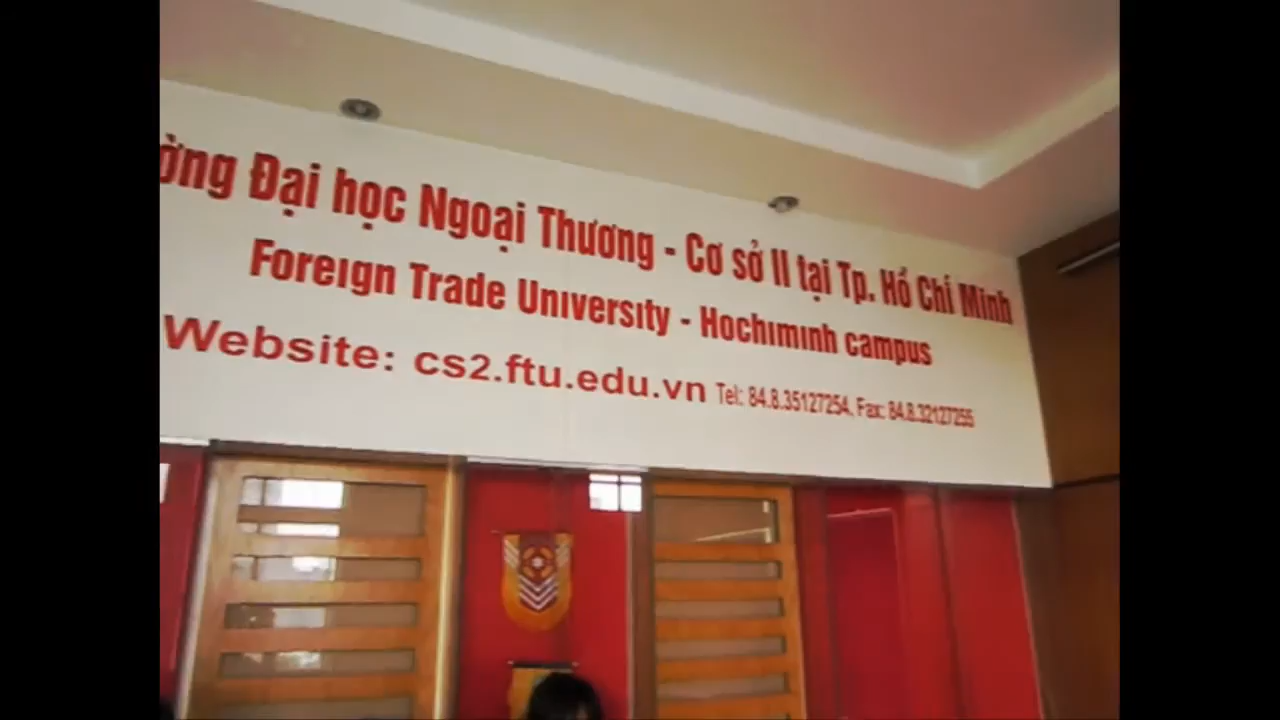 ờng Đại học Ngoại Thương - Cơ sở II tại Tp. Hồ Chí Minh
Foreign Trade University - Hochiminh campus
Website: cs2.ftu.edu.vn Tel: 84.8.35127254, Fax: 84.8.32127255